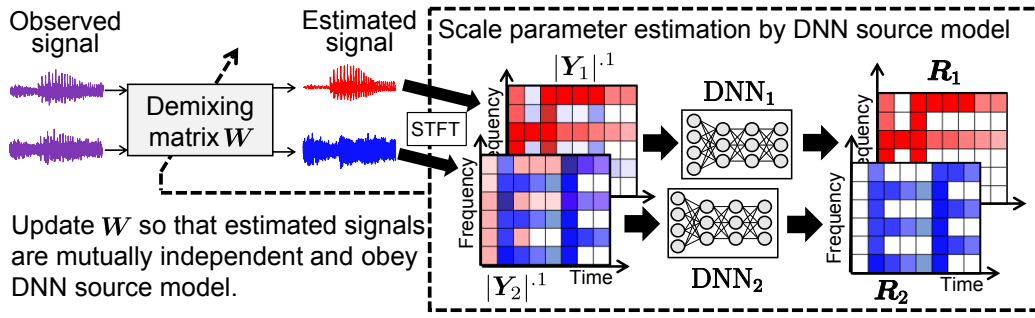 Observed signal
Estimated signal
Demixing matrix W
STFT
Update W so that estimated signals
are mutually independent and obey
DNN source model.
Scale parameter estimation by DNN source model
|Y₁|^.1
Frequency
|Y₂|^.1
Frequency
Time
DNN₁
DNN₂
R₁
Frequency
R₂
Frequency
Time